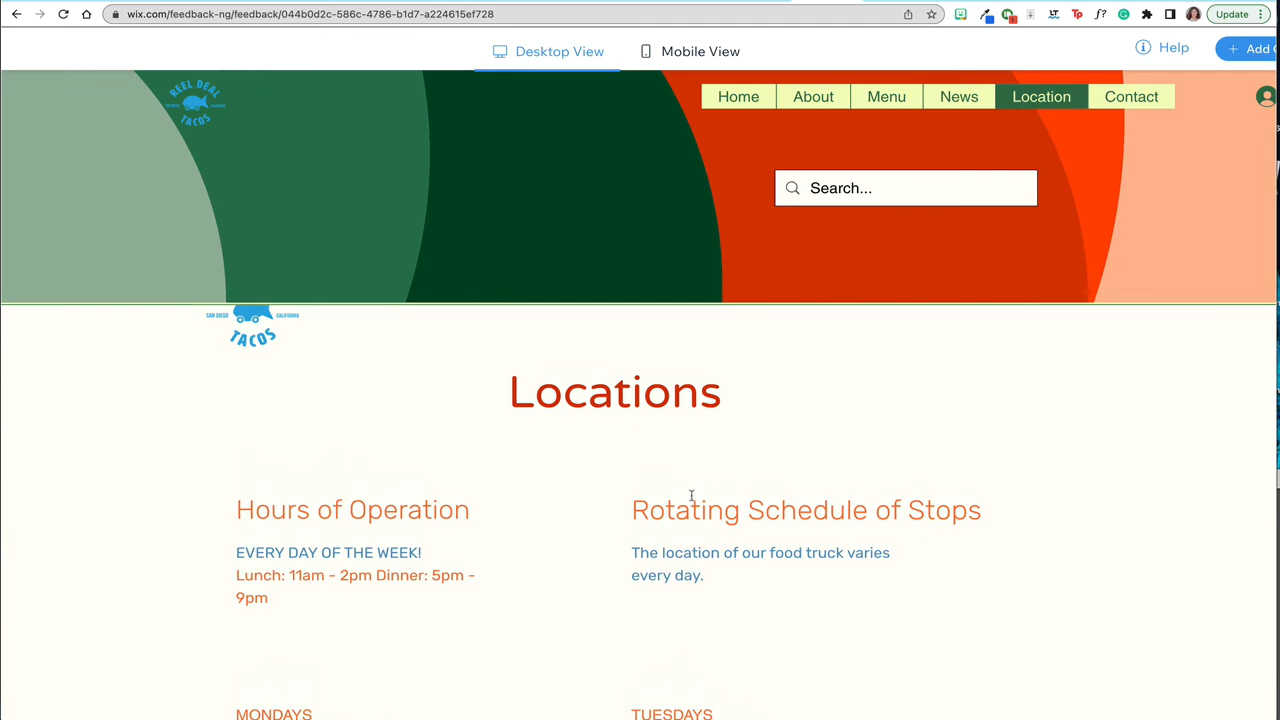 wix.com/feedback-ng/feedback/044b0d2c-586c-4786-b1d7-a224615ef728
LT
Tp
ƒ?
Update
Desktop View
Mobile View
Help
+ Add
REEL DEAL
TACOS
Home
About
Menu
News
Location
Contact
Search...
SAN DIEGO
CALIFORNIA
TACOS
Locations
Hours of Operation
EVERY DAY OF THE WEEK!
Lunch: 11am - 2pm Dinner: 5pm -
9pm
Rotating Schedule of Stops
The location of our food truck varies
every day.
MONDAYS
TUESDAYS